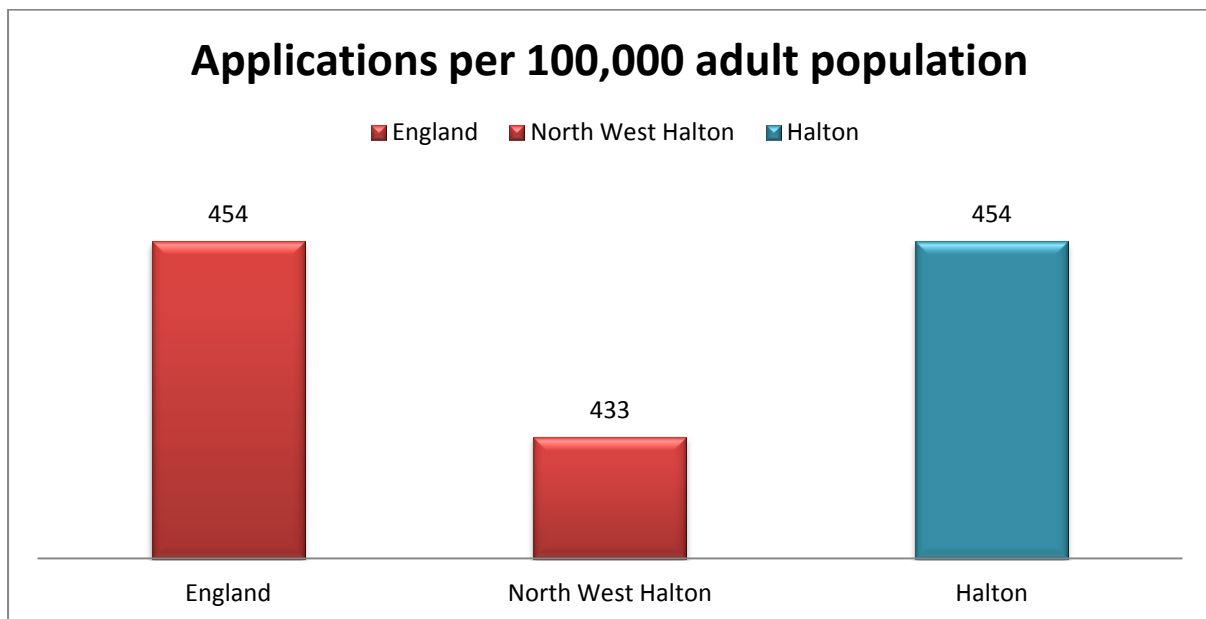 Applications per 100,000 adult population
England North West Halton Halton
454 433 454
England North West Halton Halton